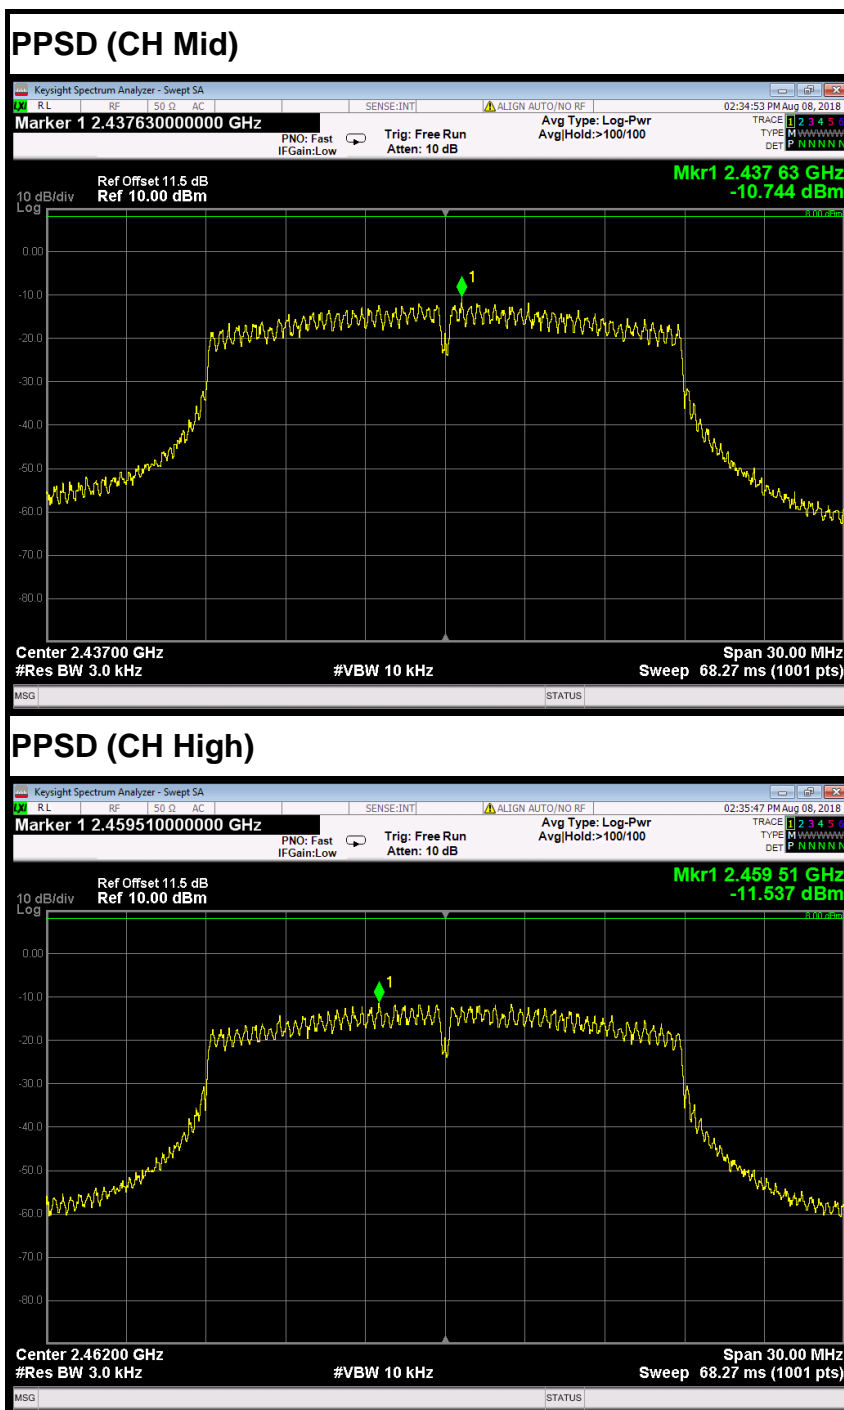 PPSD (CH Mid)
Keysight Spectrum Analyzer - Swept SA
LXI RL RF 50 Ω AC SENSE:INT ALIGN AUTO/NO RF 02:34:53 PM Aug 08, 2018
Marker 1 2.437630000000 GHz
PNO: Fast
IFGain:Low
Trig: Free Run
Atten: 10 dB
Avg Type: Log-Pwr
Avg|Hold:>100/100
TRACE 1 2 3 4 5 6
TYPE M WWWWW
DET P N N N N N
Mkr1 2.437 63 GHz
-10.744 dBm
10 dB/div
Log
Ref Offset 11.5 dB
Ref 10.00 dBm
8.00 dBm
0.00
1
-10.0
-20.0
-30.0
-40.0
-50.0
-60.0
-70.0
-80.0
Center 2.43700 GHz
Span 30.00 MHz
#Res BW 3.0 kHz
#VBW 10 kHz
Sweep 68.27 ms (1001 pts)
MSG STATUS
PPSD (CH High)
Keysight Spectrum Analyzer - Swept SA
LXI RL RF 50 Ω AC SENSE:INT ALIGN AUTO/NO RF 02:35:47 PM Aug 08, 2018
Marker 1 2.459510000000 GHz
PNO: Fast
IFGain:Low
Trig: Free Run
Atten: 10 dB
Avg Type: Log-Pwr
Avg|Hold:>100/100
TRACE 1 2 3 4 5 6
TYPE M WWWWW
DET P N N N N N
Mkr1 2.459 51 GHz
-11.537 dBm
10 dB/div
Log
Ref Offset 11.5 dB
Ref 10.00 dBm
8.00 dBm
0.00
1
-10.0
-20.0
-30.0
-40.0
-50.0
-60.0
-70.0
-80.0
Center 2.46200 GHz
Span 30.00 MHz
#Res BW 3.0 kHz
#VBW 10 kHz
Sweep 68.27 ms (1001 pts)
MSG STATUS